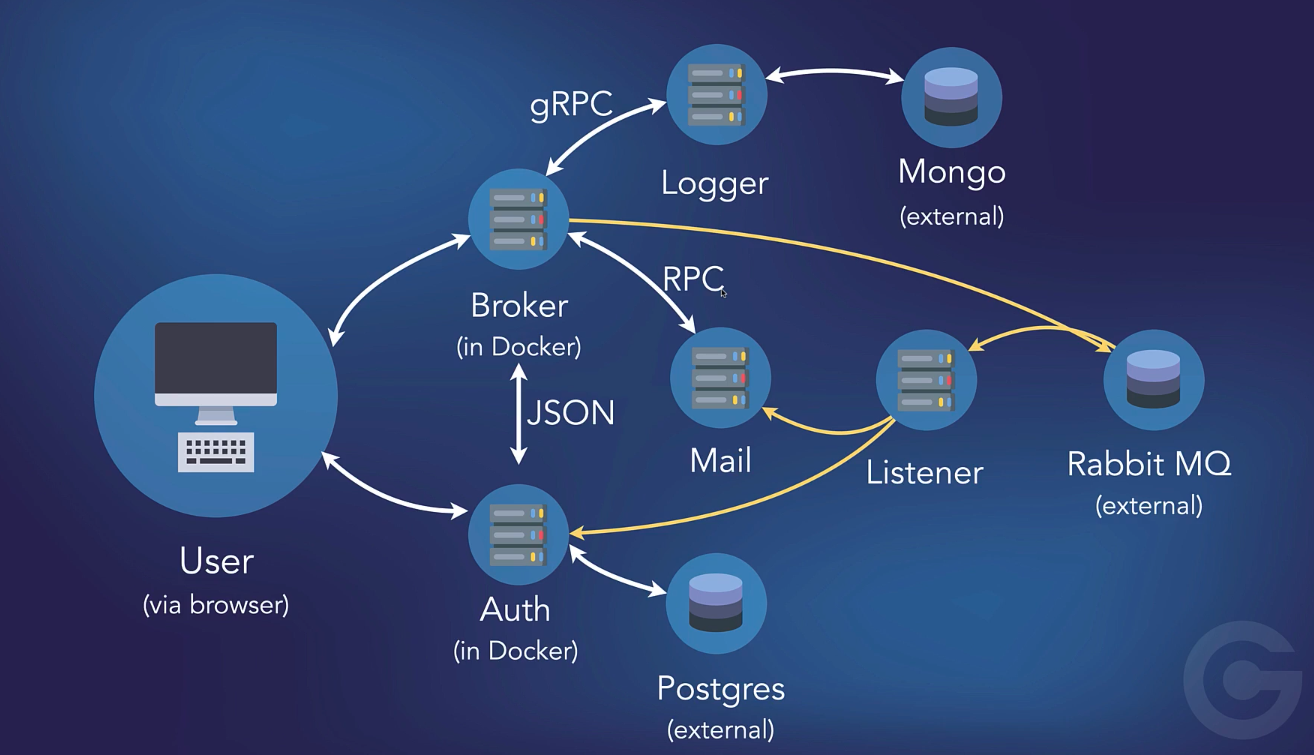 gRPC
Logger
Mongo
(external)
Broker
(in Docker)
RPC
JSON
Mail
Listener
Rabbit MQ
(external)
User
(via browser)
Auth
(in Docker)
Postgres
(external)